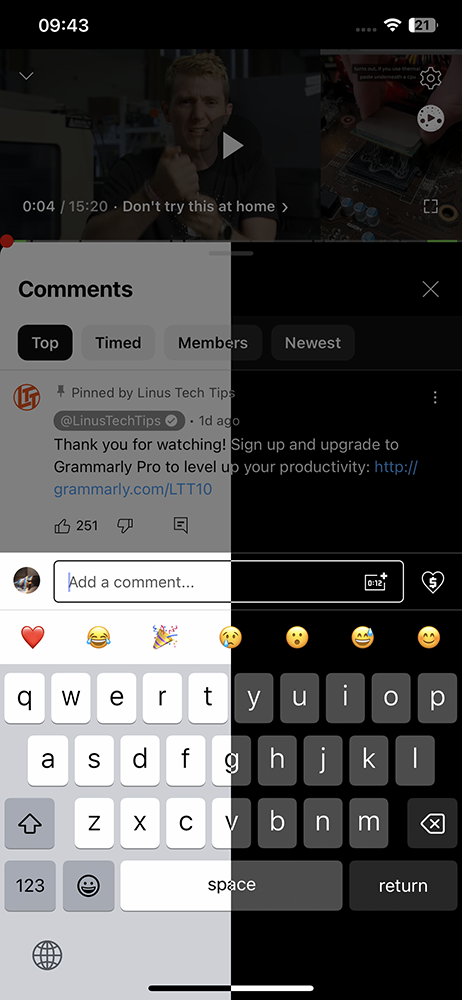 09:43
21
turns out, if you use thermal
paste underneath a cpu
0:04 / 15:20 · Don't try this at home
Comments
Top
Timed
Members
Newest
LTT
Pinned by Linus Tech Tips
@LinusTechTips · 1d ago
Thank you for watching! Sign up and upgrade to
Grammarly Pro to level up your productivity: http://
grammarly.com/LTT10
251
Add a comment...
0:12
$
q w e r t y u i o p
a s d f g h j k l
z x c v b n m
123
space
return